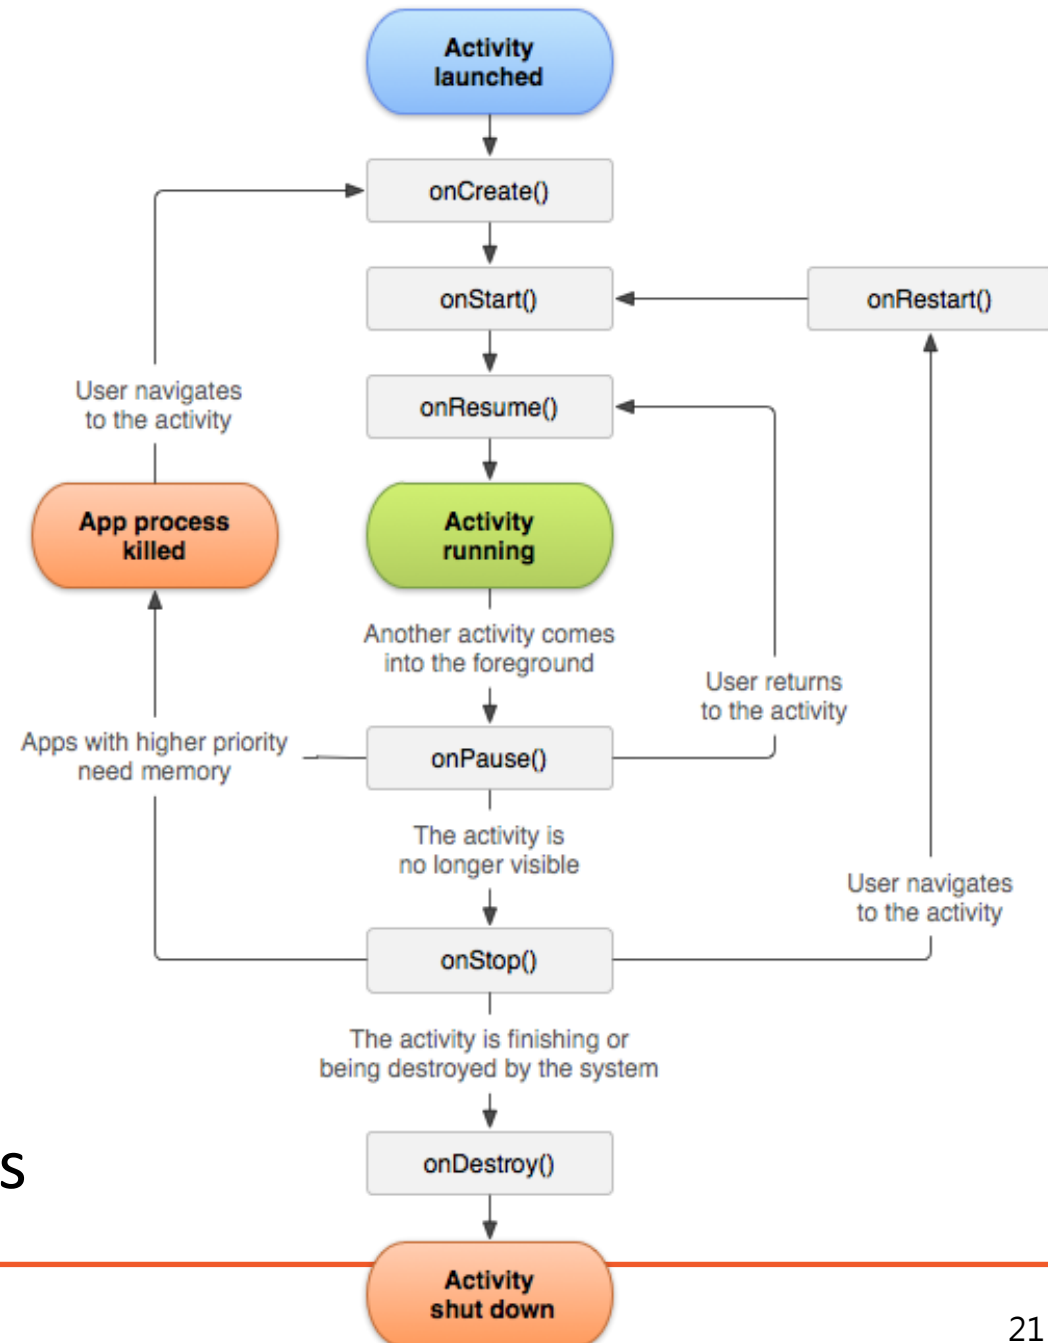 Activity
launched
onCreate()
onStart()
onRestart()
User navigates
to the activity
onResume()
App process
killed
Activity
running
Another activity comes
into the foreground
User returns
to the activity
Apps with higher priority
need memory
onPause()
The activity is
no longer visible
User navigates
to the activity
onStop()
The activity is finishing or
being destroyed by the system
onDestroy()
s
Activity
shut down
21